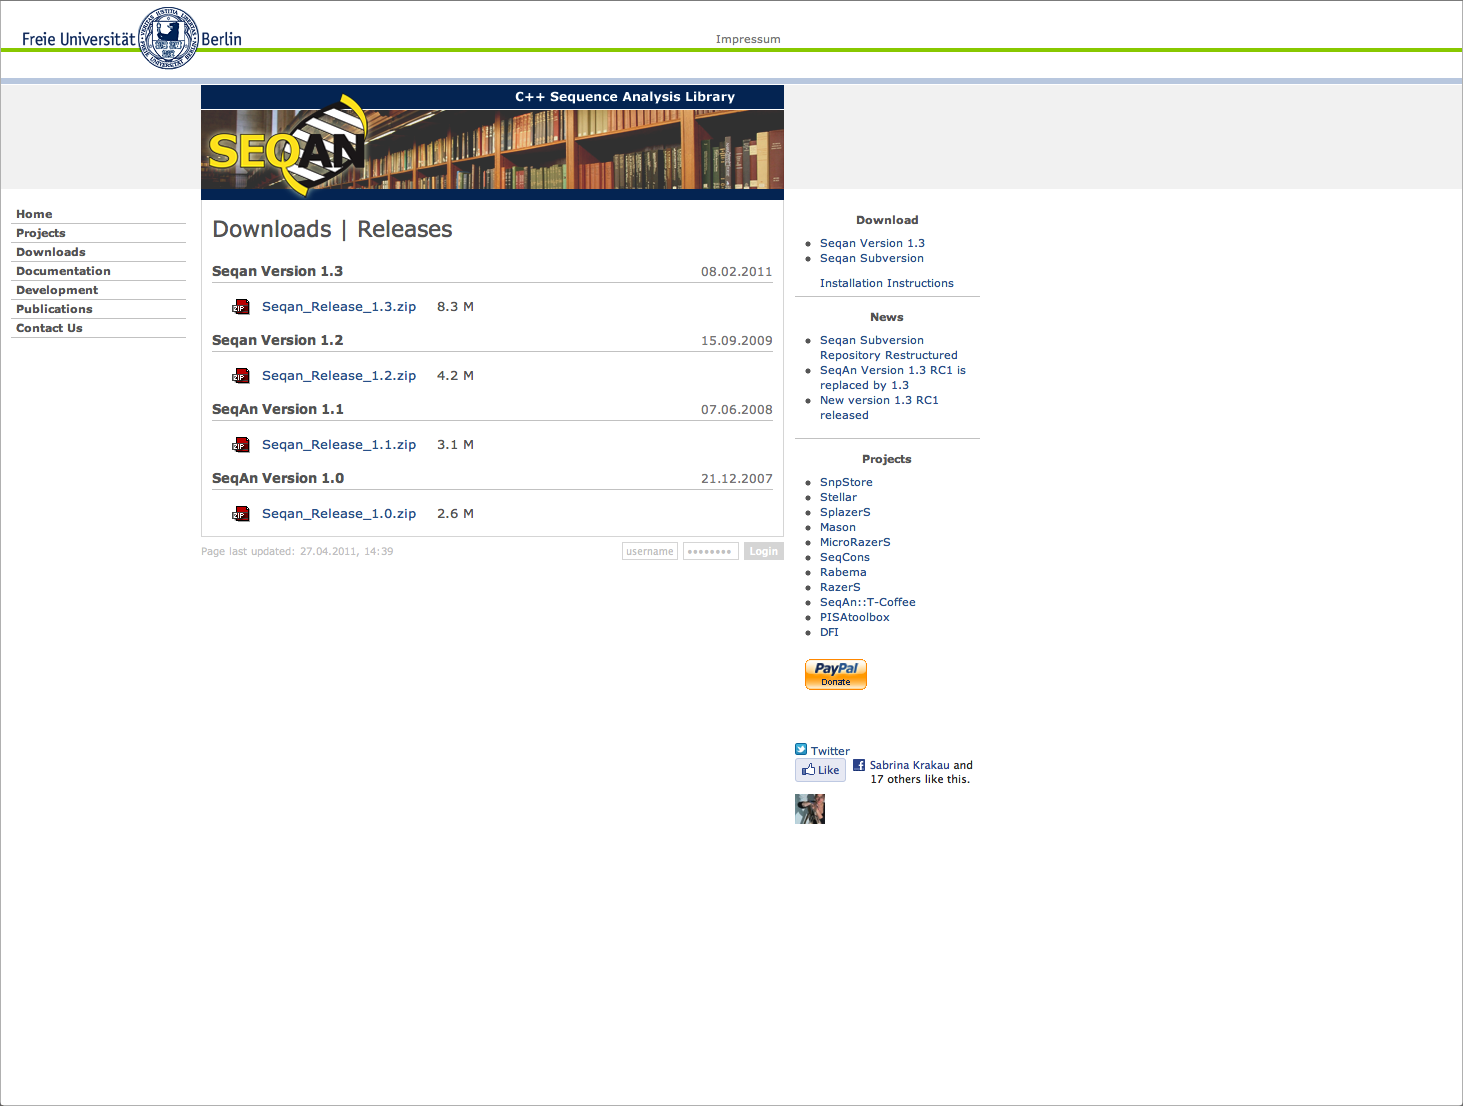 Freie Universität Berlin
Impressum
C++ Sequence Analysis Library
SEQAN
Home
Projects
Downloads
Documentation
Development
Publications
Contact Us
Downloads | Releases
Seqan Version 1.3 08.02.2011
ZIP Seqan_Release_1.3.zip 8.3 M
Seqan Version 1.2 15.09.2009
ZIP Seqan_Release_1.2.zip 4.2 M
SeqAn Version 1.1 07.06.2008
ZIP Seqan_Release_1.1.zip 3.1 M
SeqAn Version 1.0 21.12.2007
ZIP Seqan_Release_1.0.zip 2.6 M
Page last updated: 27.04.2011, 14:39
username •••••••• Login
Download
Seqan Version 1.3
Seqan Subversion
Installation Instructions
News
Seqan Subversion
Repository Restructured
SeqAn Version 1.3 RC1 is
replaced by 1.3
New version 1.3 RC1
released
Projects
SnpStore
Stellar
SplazerS
Mason
MicroRazerS
SeqCons
Rabema
RazerS
SeqAn::T-Coffee
PISAtoolbox
DFI
PayPal
Donate
Twitter
Like
Sabrina Krakau and
17 others like this.